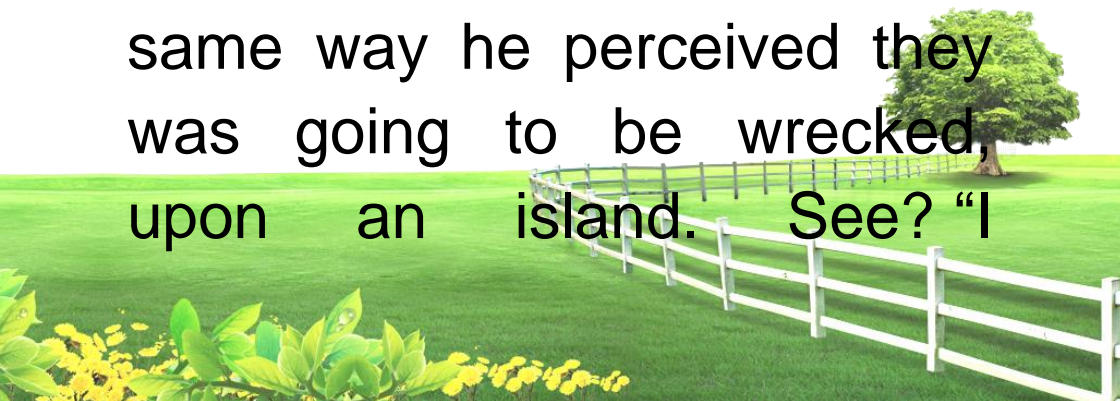 same way he perceived they
was going to be wrecked,
upon an island. See? “I